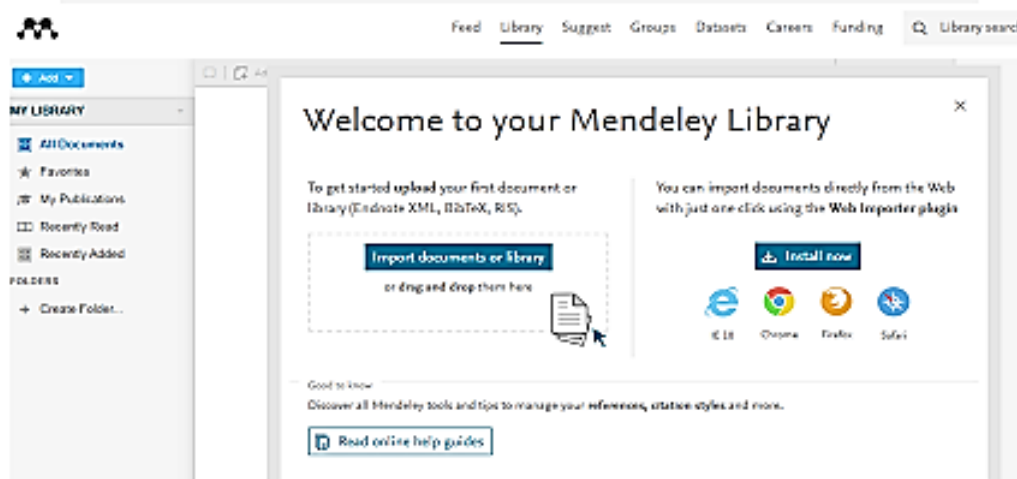 Feed Library Suggest Groups Datasets Careers Funding Library search
Add
MY LIBRARY
All Documents
Favorites
My Publications
Recently Read
Recently Added
FOLDERS
+ Create Folder...
Welcome to your Mendeley Library
To get started upload your first document or
library (Endnote XML, BibTeX, RIS).
Import documents or library
or drag and drop them here
You can import documents directly from the Web
with just one click using the Web Importer plugin
Install now
Chrome Firefox Safari
Good to know
Discover all Mendeley tools and tips to manage your references, citation styles and more.
Read online help guides